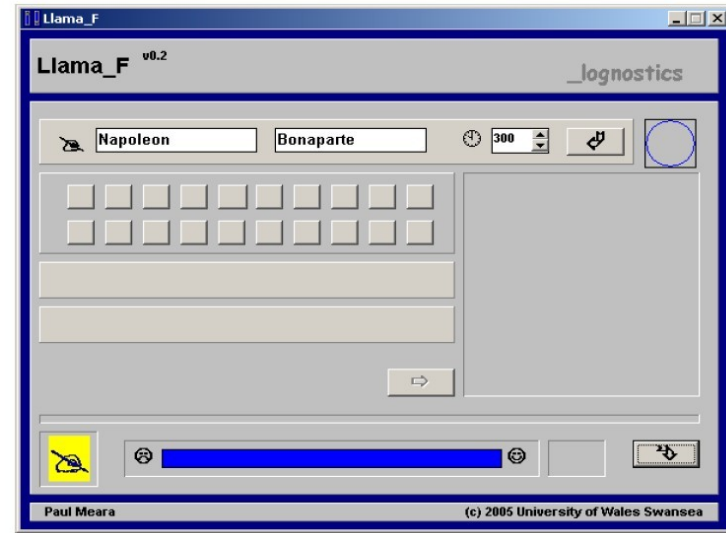 Llama_F
Llama_F v0.2
_lognostics
Napoleon Bonaparte 300
Paul Meara (c) 2005 University of Wales Swansea